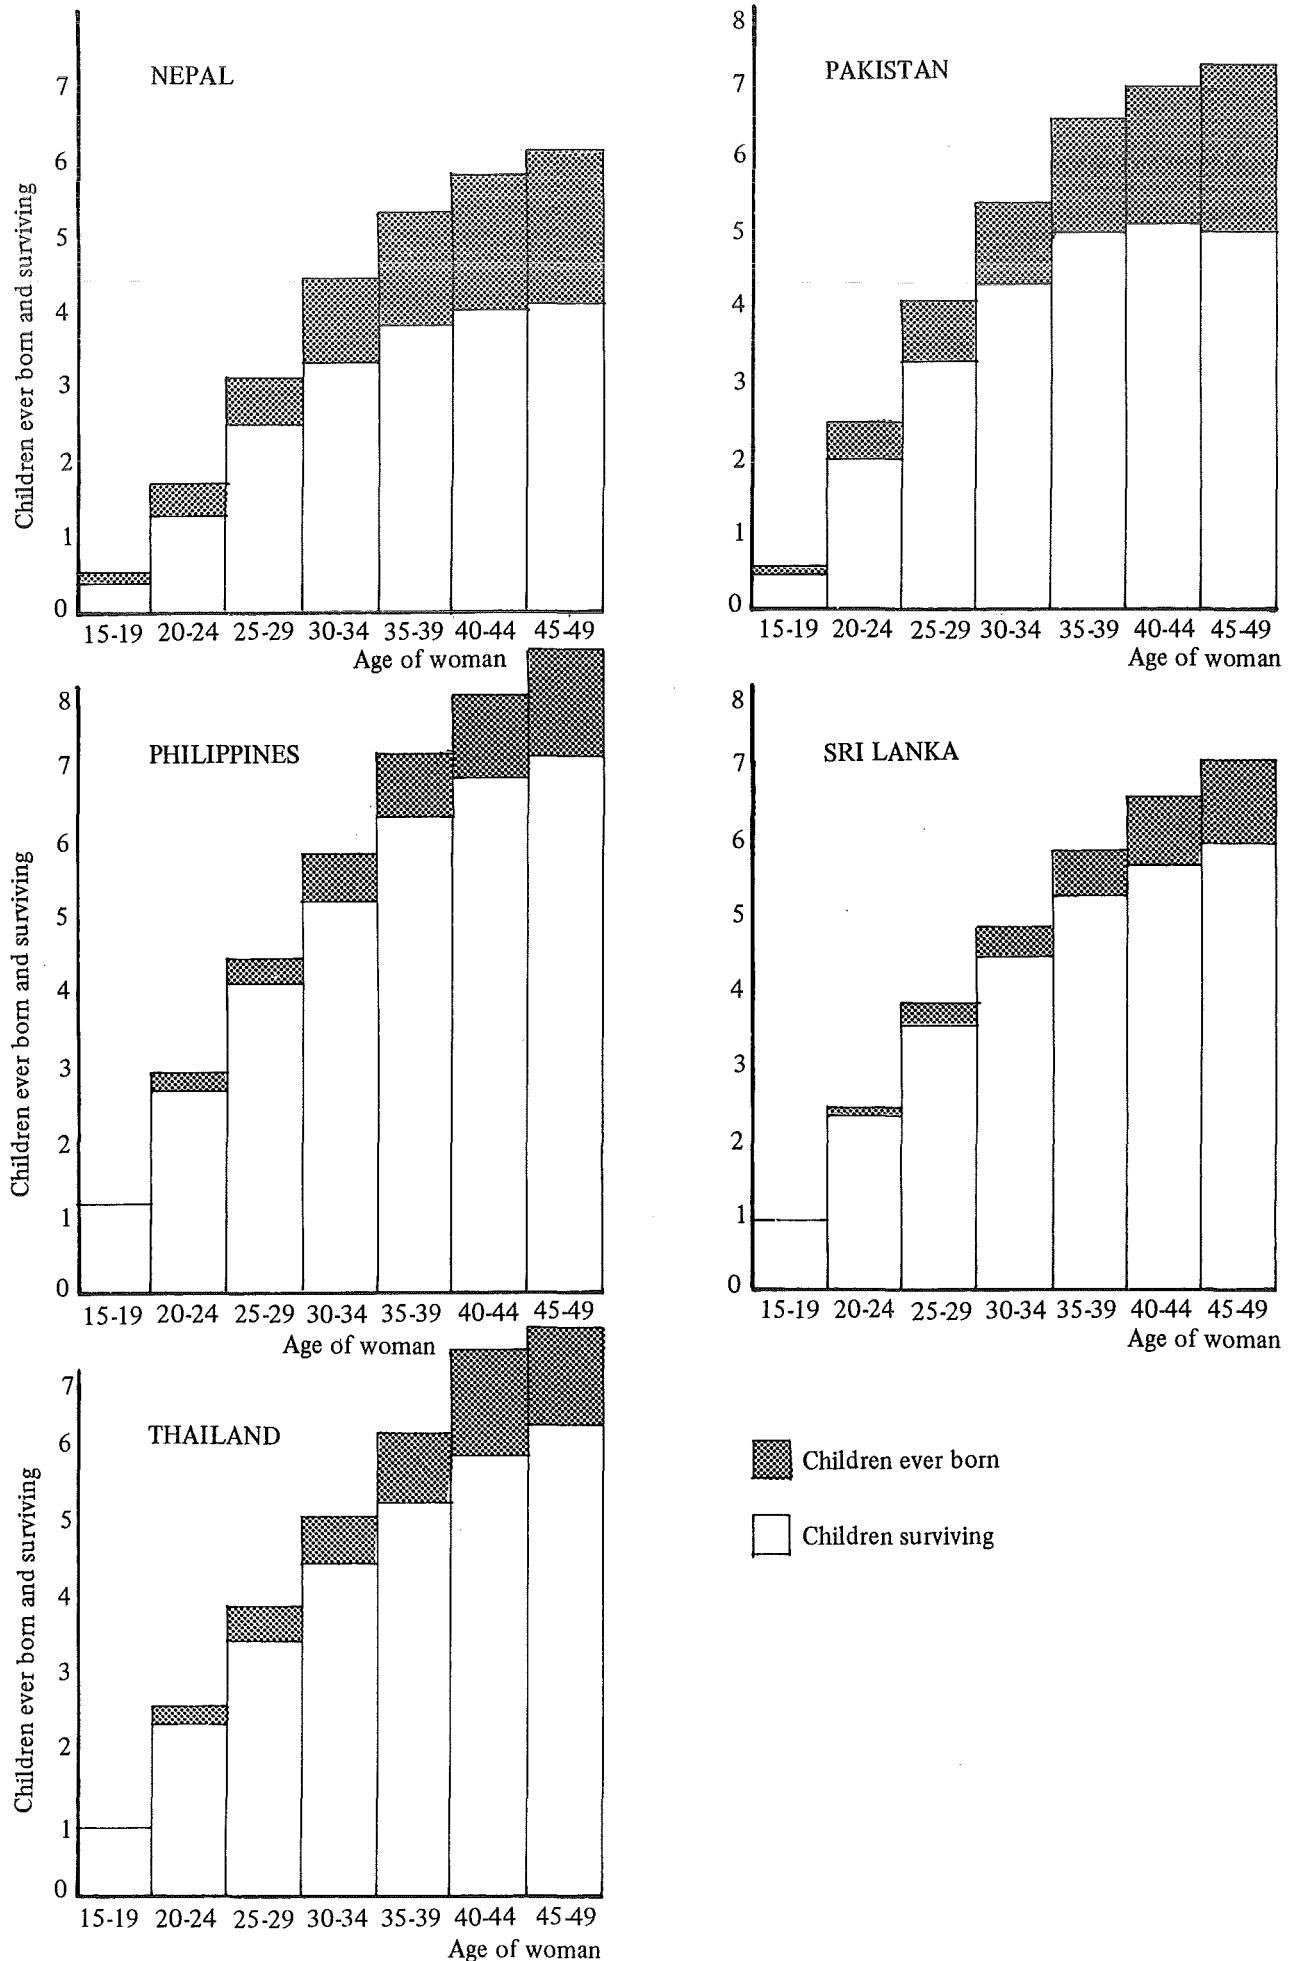 NEPAL
Children ever born and surviving
7
6
5
4
3
2
1
0
15-19 20-24 25-29 30-34 35-39 40-44 45-49
Age of woman
PAKISTAN
8
7
6
5
4
3
2
1
0
15-19 20-24 25-29 30-34 35-39 40-44 45-49
Age of woman
PHILIPPINES
Children ever born and surviving
8
7
6
5
4
3
2
1
0
15-19 20-24 25-29 30-34 35-39 40-44 45-49
Age of woman
SRI LANKA
8
7
6
5
4
3
2
1
0
15-19 20-24 25-29 30-34 35-39 40-44 45-49
Age of woman
THAILAND
Children ever born and surviving
7
6
5
4
3
2
1
0
15-19 20-24 25-29 30-34 35-39 40-44 45-49
Age of woman
Children ever born
Children surviving